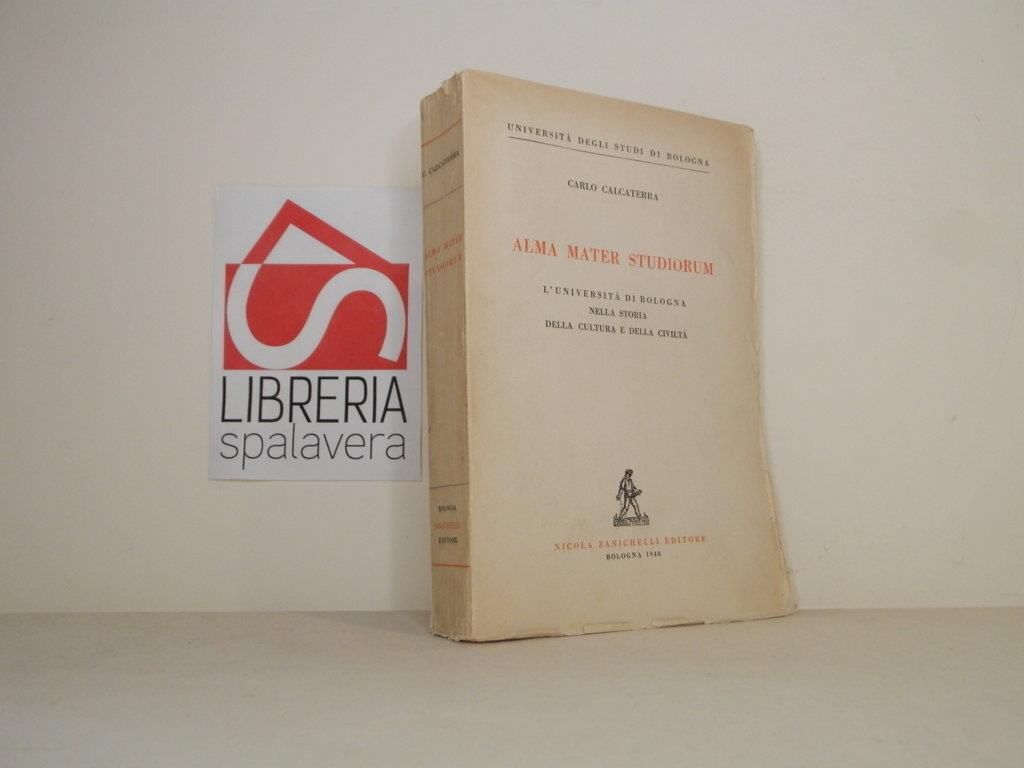 LIBRERIA
spalavera
C. CALCATERRA
ALMA MATER
STUDIORUM
BOLOGNA
ZANICHELLI
EDITORE
UNIVERSITÀ DEGLI STUDI DI BOLOGNA
CARLO CALCATERRA
ALMA MATER STUDIORUM
L'UNIVERSITÀ DI BOLOGNA
NELLA STORIA
DELLA CULTURA E DELLA CIVILTÀ
NICOLA ZANICHELLI EDITORE
BOLOGNA 1948